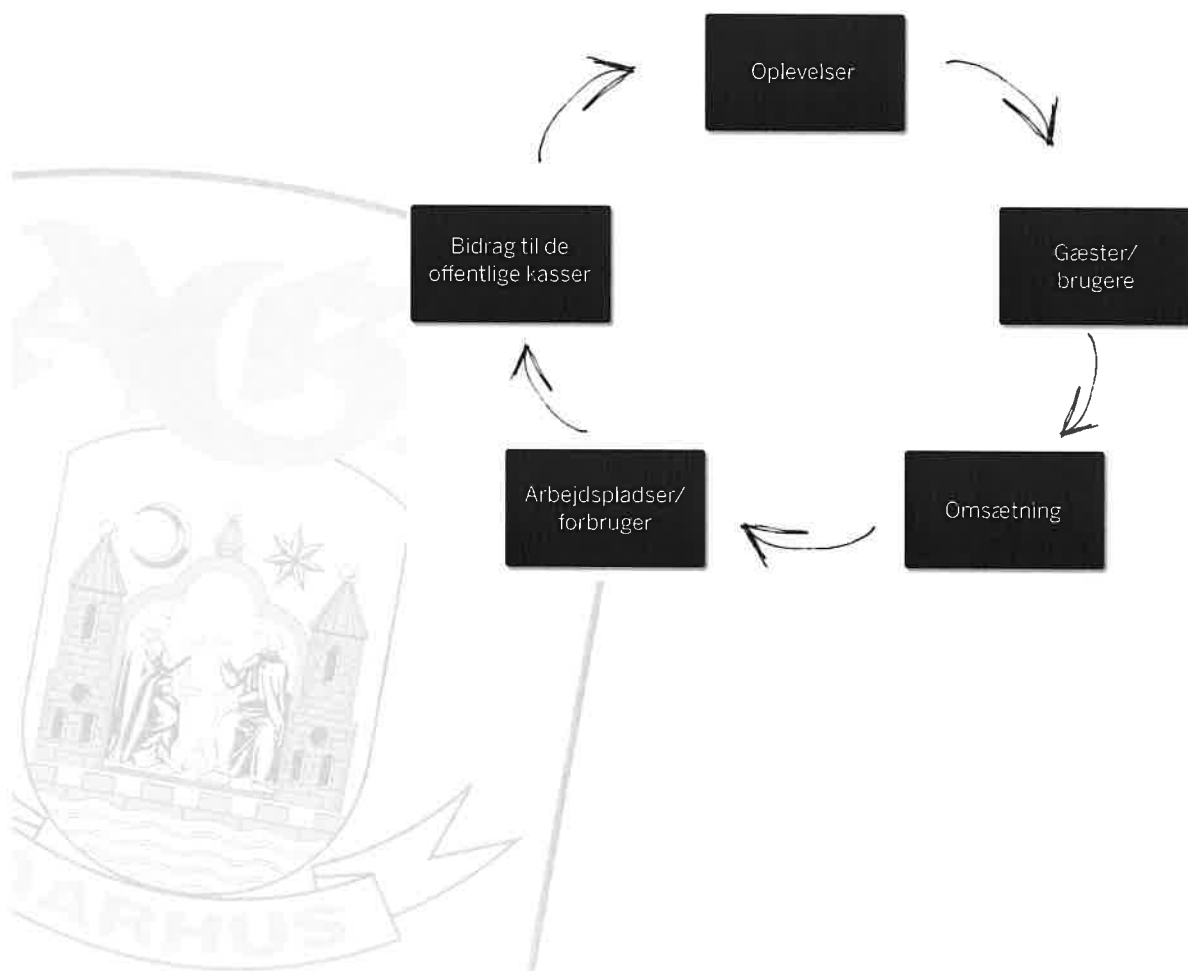 Oplevelser
Gæster/
brugere
Omsætning
Arbejdspladser/
forbruger
Bidrag til de
offentlige kasser
AARHUS